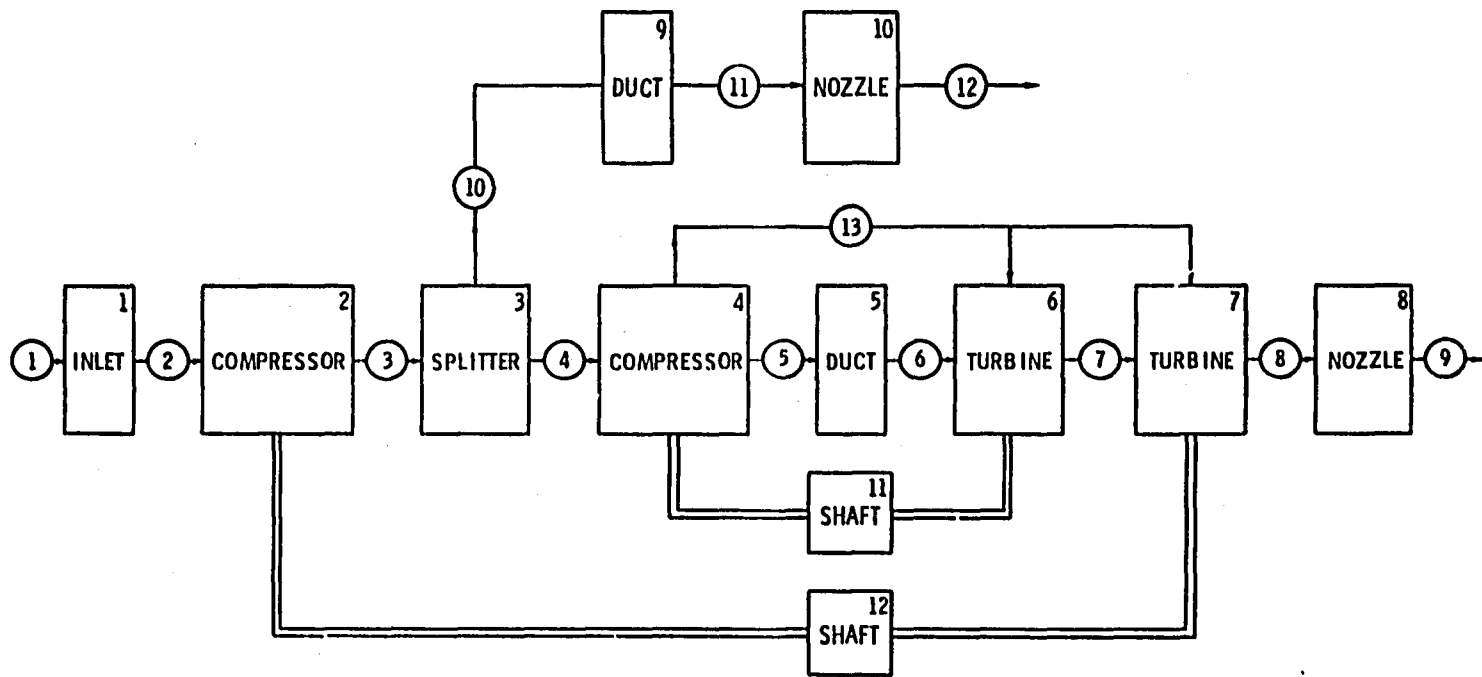 9
DUCT
11
10
NOZZLE
12
10
13
1
1
INLET
2
2
COMPRESSOR
3
3
SPLITTER
4
4
COMPRESSOR
5
5
DUCT
6
6
TURBINE
7
7
TURBINE
8
8
NOZZLE
9
11
SHAFT
12
SHAFT